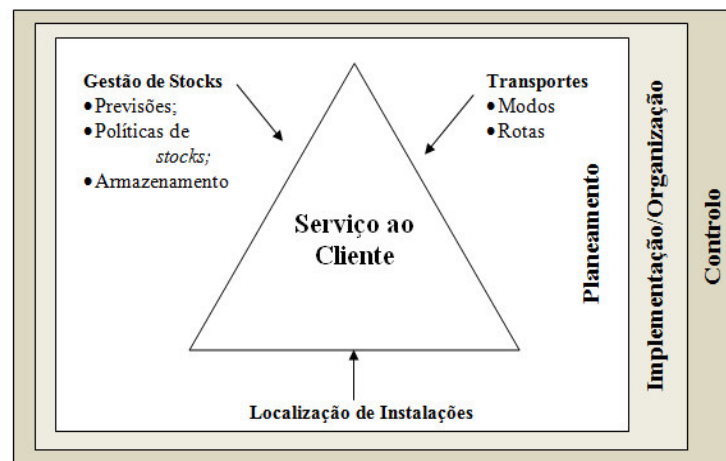 Gestão de Stocks
•Previsões;
•Políticas de
stocks;
•Armazenamento
Transportes
•Modos
•Rotas
Serviço ao
Cliente
Localização de Instalações
Planeamento
Implementação/Organização
Controlo